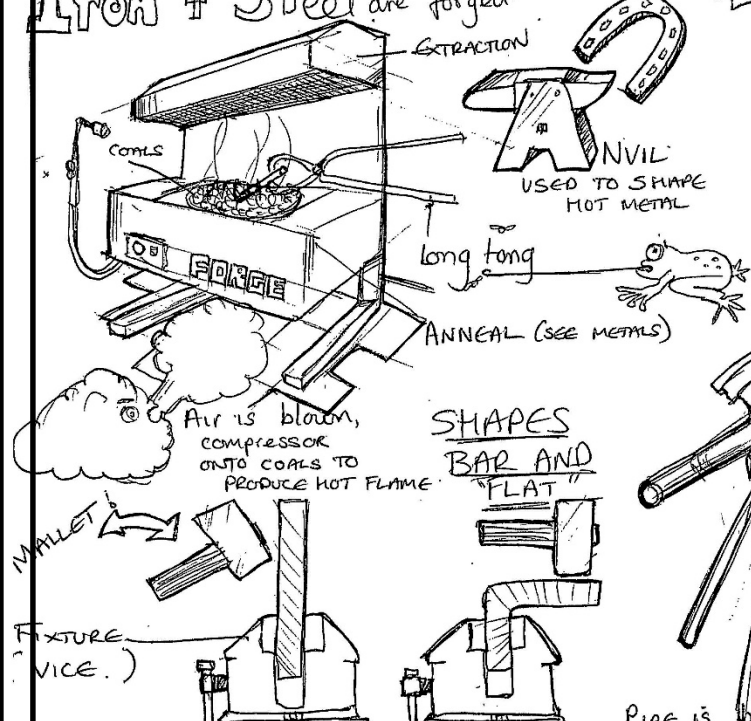 Iron + Steel are forged
EXTRACTION
COALS
NVIL
USED TO SHAPE
HOT METAL
Long tong
FORGE
ANNEAL (SEE METALS)
Air is blown,
compressor
ONTO COALS TO
PRODUCE HOT FLAME.
SHAPES
BAR AND
"FLAT"
MALLET
FIXTURE
VICE.)
PIPE is